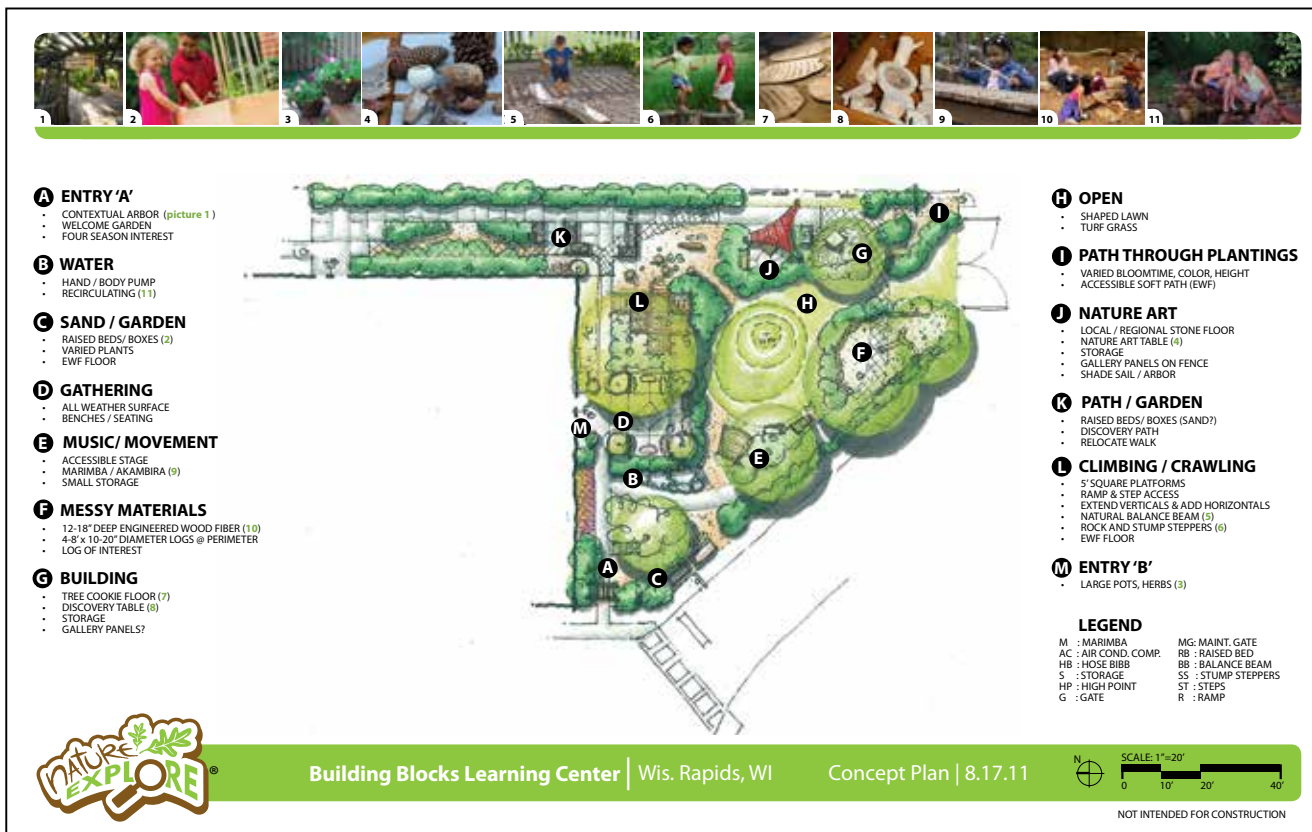 1 2 3 4 5 6 7 8 9 10 11
A ENTRY 'A'
• CONTEXTUAL ARBOR (picture 1 )
• WELCOME GARDEN
• FOUR SEASON INTEREST
B WATER
• HAND / BODY PUMP
• RECIRCULATING (11)
C SAND / GARDEN
• RAISED BEDS/ BOXES (2)
• VARIED PLANTS
• EWF FLOOR
D GATHERING
• ALL WEATHER SURFACE
• BENCHES / SEATING
E MUSIC/ MOVEMENT
• ACCESSIBLE STAGE
• MARIMBA / AKAMBIRA (9)
• SMALL STORAGE
F MESSY MATERIALS
• 12-18" DEEP ENGINEERED WOOD FIBER (10)
• 4-8' x 10-20" DIAMETER LOGS @ PERIMETER
• LOG OF INTEREST
G BUILDING
• TREE COOKIE FLOOR (7)
• DISCOVERY TABLE (8)
• STORAGE
• GALLERY PANELS?
I
K
G
J
L
H
F
D
M
E
B
A
C
H OPEN
• SHAPED LAWN
• TURF GRASS
I PATH THROUGH PLANTINGS
• VARIED BLOOMTIME, COLOR, HEIGHT
• ACCESSIBLE SOFT PATH (EWF)
J NATURE ART
• LOCAL / REGIONAL STONE FLOOR
• NATURE ART TABLE (4)
• STORAGE
• GALLERY PANELS ON FENCE
• SHADE SAIL / ARBOR
K PATH / GARDEN
• RAISED BEDS/ BOXES (SAND?)
• DISCOVERY PATH
• RELOCATE WALK
L CLIMBING / CRAWLING
• 5' SQUARE PLATFORMS
• RAMP & STEP ACCESS
• EXTEND VERTICALS & ADD HORIZONTALS
• NATURAL BALANCE BEAM (5)
• ROCK AND STUMP STEPPERS (6)
• EWF FLOOR
M ENTRY 'B'
• LARGE POTS, HERBS (3)
LEGEND
M : MARIMBA MG: MAINT. GATE
AC : AIR COND. COMP. RB : RAISED BED
HB : HOSE BIBB BB : BALANCE BEAM
S : STORAGE SS : STUMP STEPPERS
HP : HIGH POINT ST : STEPS
G : GATE R : RAMP
NATURE
EXPLORE ®
Building Blocks Learning Center | Wis. Rapids, WI Concept Plan | 8.17.11
N
SCALE: 1"=20'
0 10' 20' 40'
NOT INTENDED FOR CONSTRUCTION